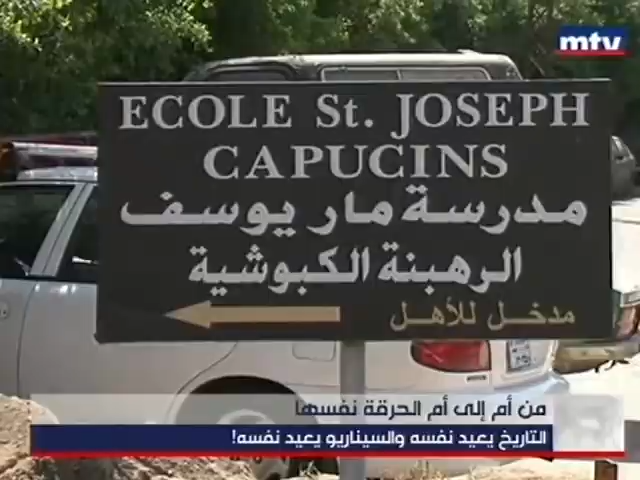 mtv
ECOLE St. JOSEPH
CAPUCINS
مدرسة مار يوسف
الرهبنة الكبوشية
مدخل للأهل
من أم إلى أم الحرقة نفسها
التاريخ يعيد نفسه والسيناريو يعيد نفسه!